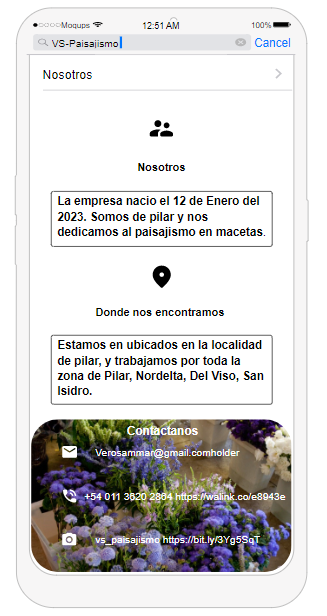 Moqups 12:51 AM 100%
VS-Paisajismo Cancel
Nosotros
Nosotros
La empresa nacio el 12 de Enero del
2023. Somos de pilar y nos
dedicamos al paisajismo en macetas.
Donde nos encontramos
Estamos en ubicados en la localidad
de pilar, y trabajamos por toda la
zona de Pilar, Nordelta, Del Viso, San
Isidro.
Contactanos
Verosammar@gmail.comholder
+54 011 3620 2864 https://walink.co/e8943e
vs_paisajismo https://bit.ly/3Yg5SqT